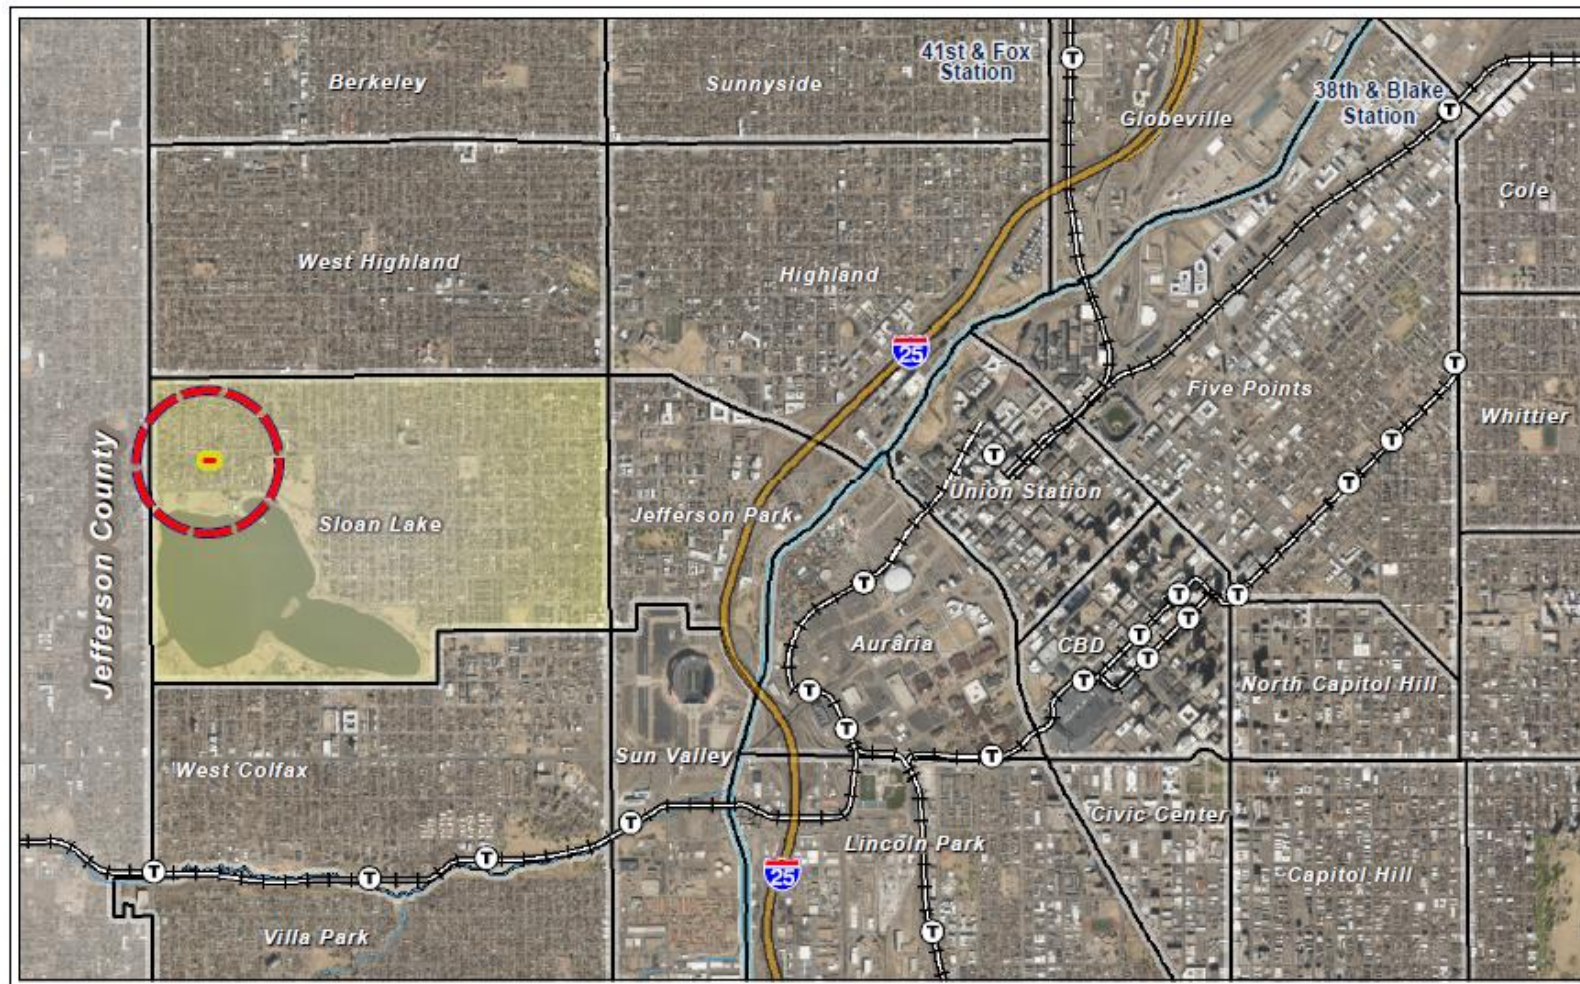 41st & Fox
Station
Berkeley
Sunnyside
38th & Blake
Station
Globeville
Cole
West Highland
Highland
25
Five Points
Whittier
Jefferson County
Sloan Lake
Jefferson Park
T
Union Station
T
T
T
T
T
T
T
T
Auraria
CBD
T
T
T
T
T
T
North Capitol Hill
Sun Valley
T
T
West Colfax
T
Civic Center
Lincoln Park
25
T
T
T
Capitol Hill
Villa Park
T